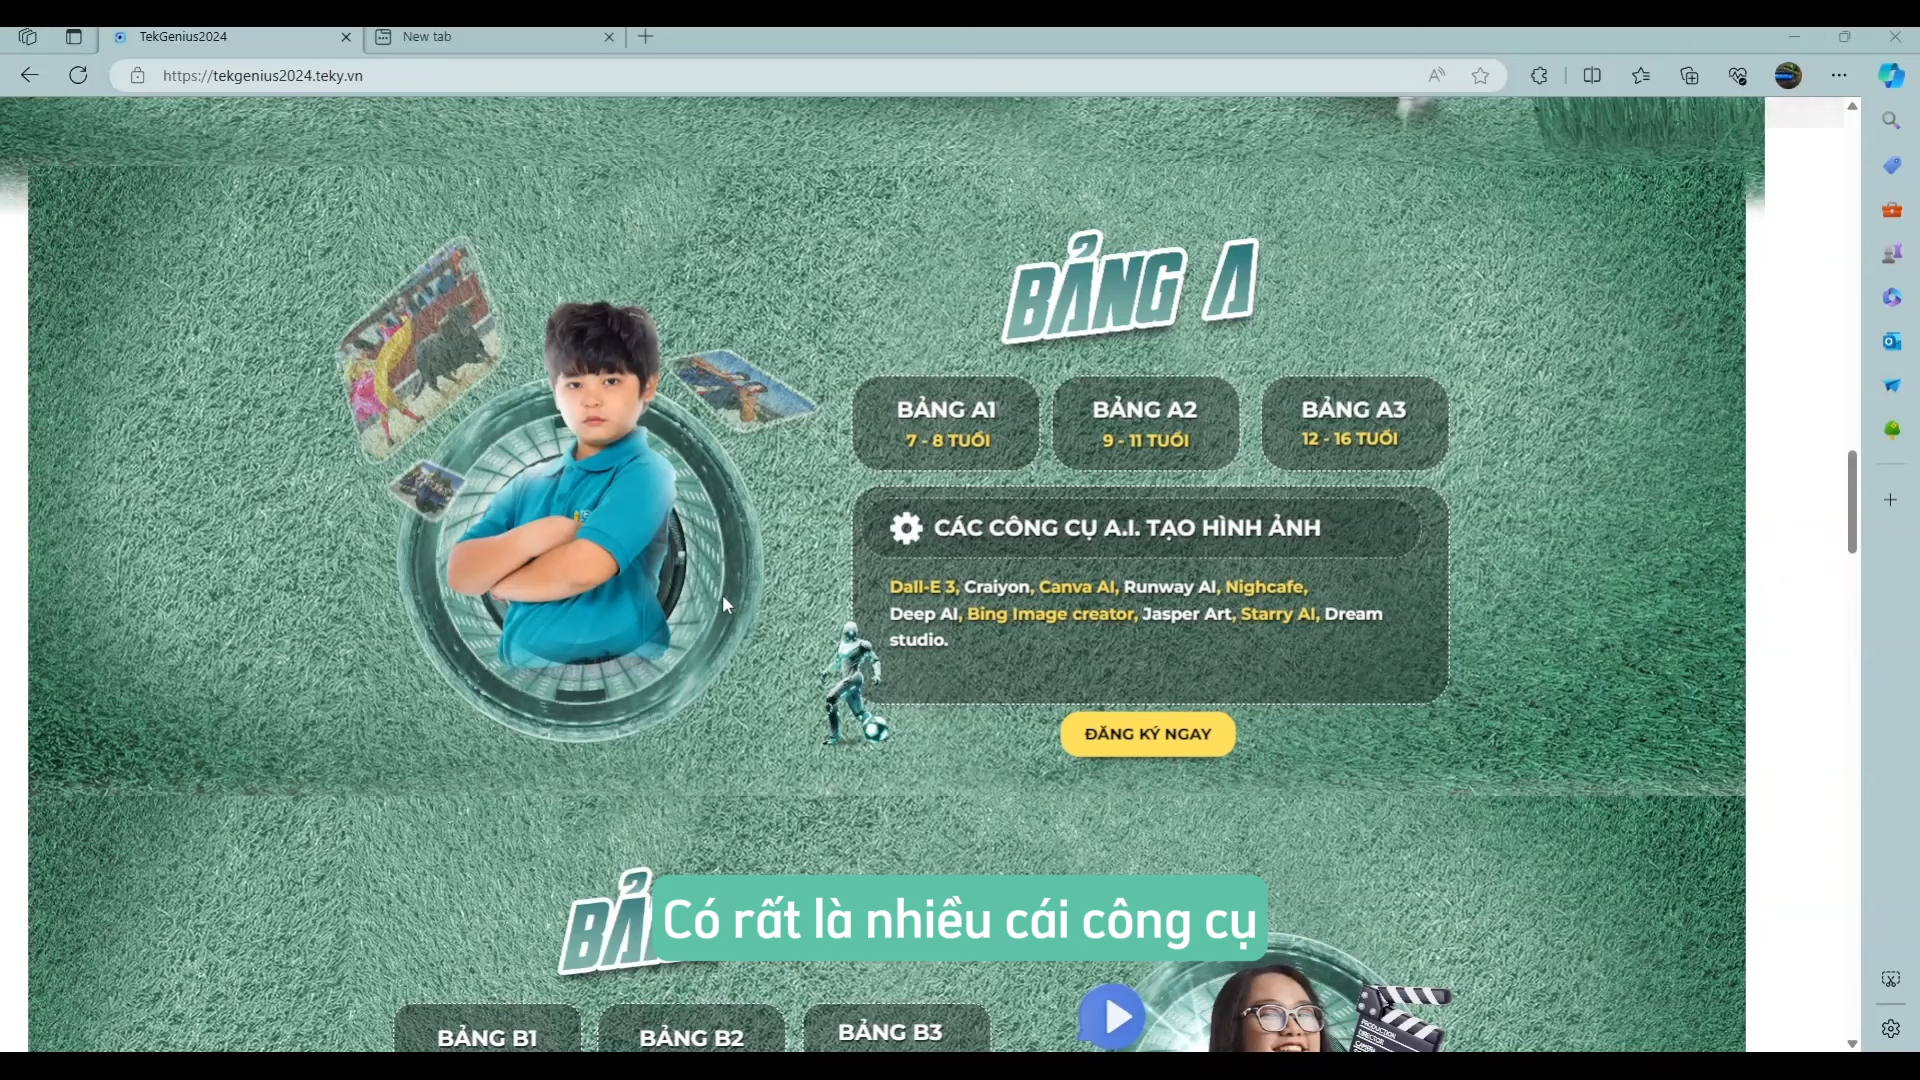 TekGenius2024
New tab
https://tekgenius2024.teky.vn
BẢNG A
BẢNG A1
7 - 8 TUỔI
BẢNG A2
9 - 11 TUỔI
BẢNG A3
12 - 16 TUỔI
CÁC CÔNG CỤ A.I. TẠO HÌNH ẢNH
Dall-E 3, Craiyon, Canva AI, Runway AI, Nighcafe,
Deep AI, Bing Image creator, Jasper Art, Starry AI, Dream
studio.
ĐĂNG KÝ NGAY
Có rất là nhiều cái công cụ
BẢNG B1
BẢNG B2
BẢNG B3
PRODUCTION
DIRECTOR